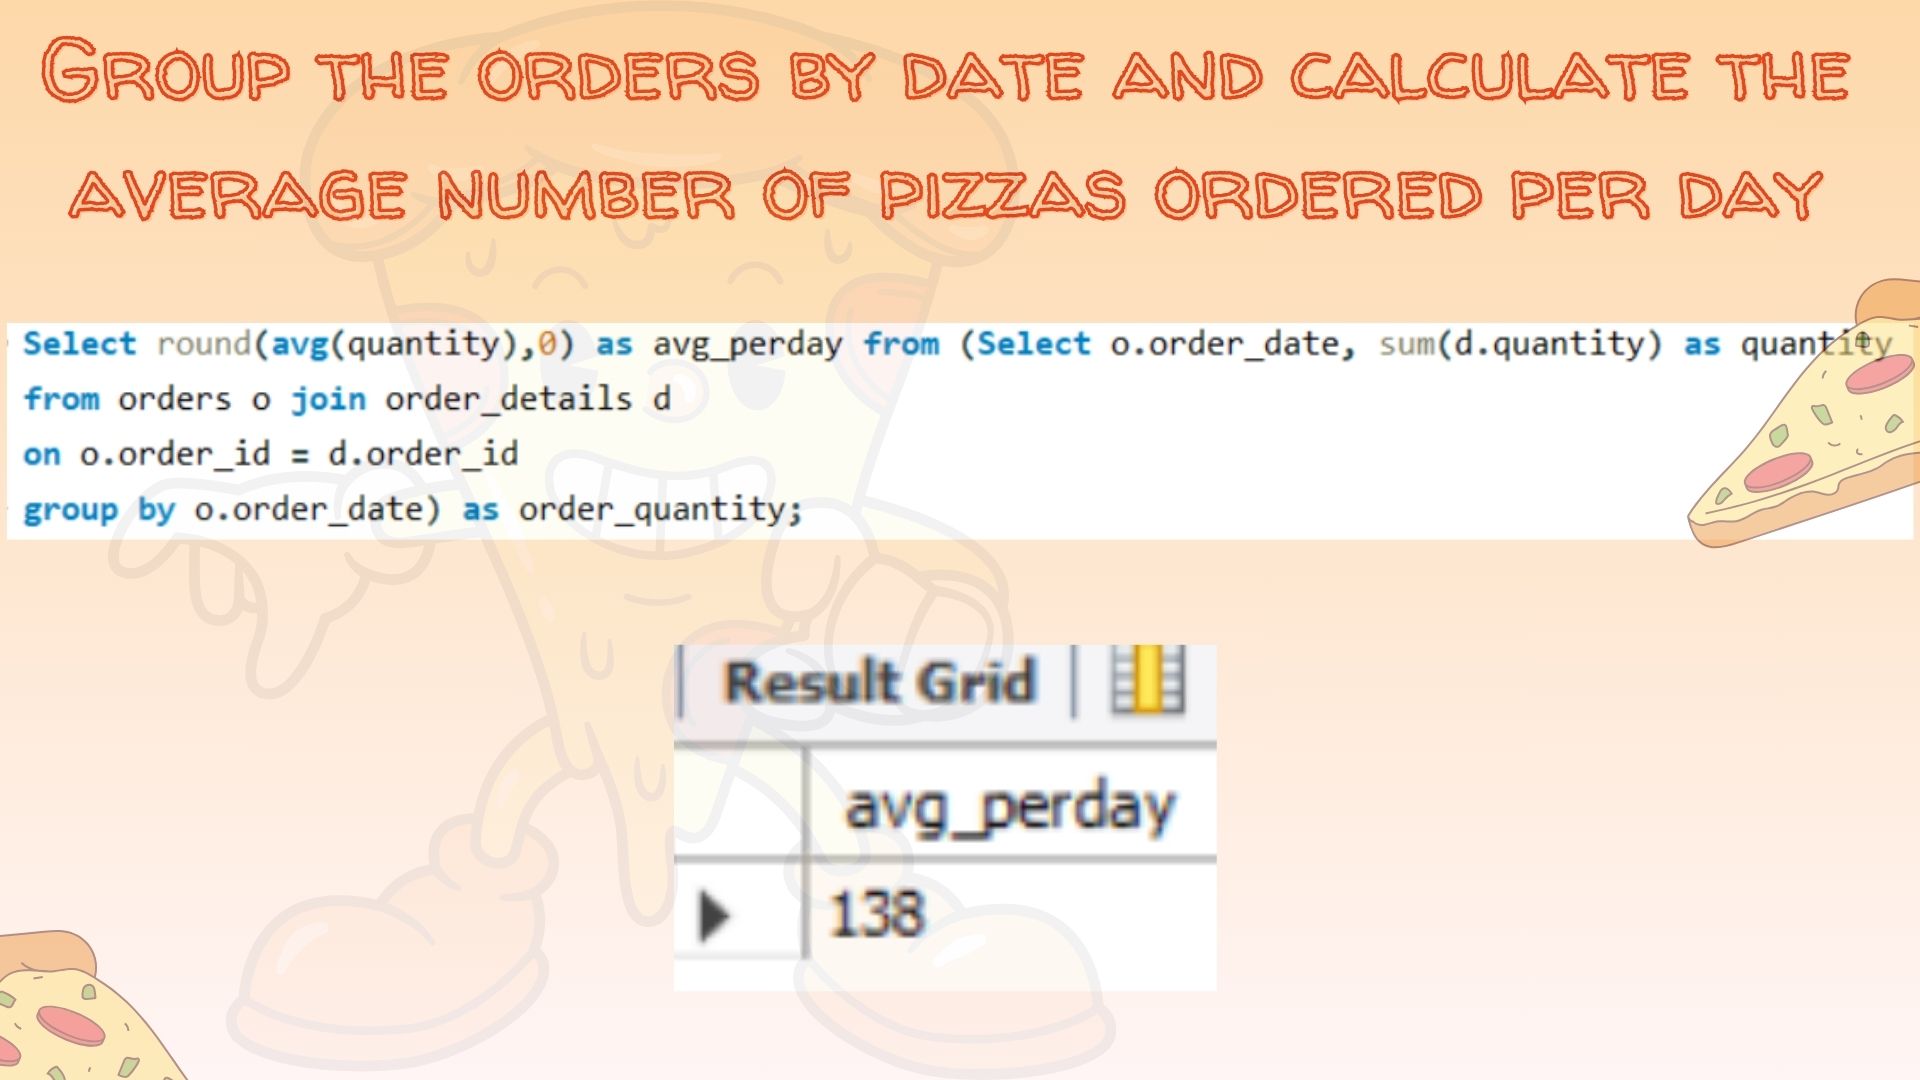 Group the orders by date and calculate the
average number of pizzas ordered per day
Select round(avg(quantity),0) as avg_perday from (Select o.order_date, sum(d.quantity) as quantity
from orders o join order_details d
on o.order_id = d.order_id
group by o.order_date) as order_quantity;
Result Grid
avg_perday
138